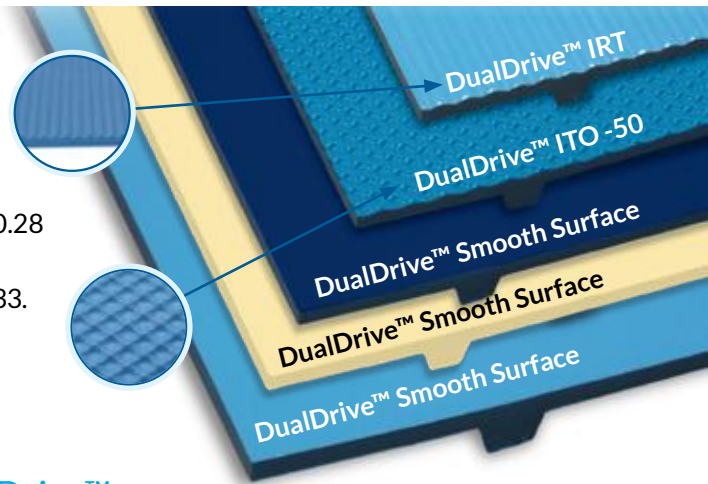 DualDrive™ IRT
DualDrive™ ITO -50
0.28
DualDrive™ Smooth Surface
33.
DualDrive™ Smooth Surface
DualDrive™ Smooth Surface